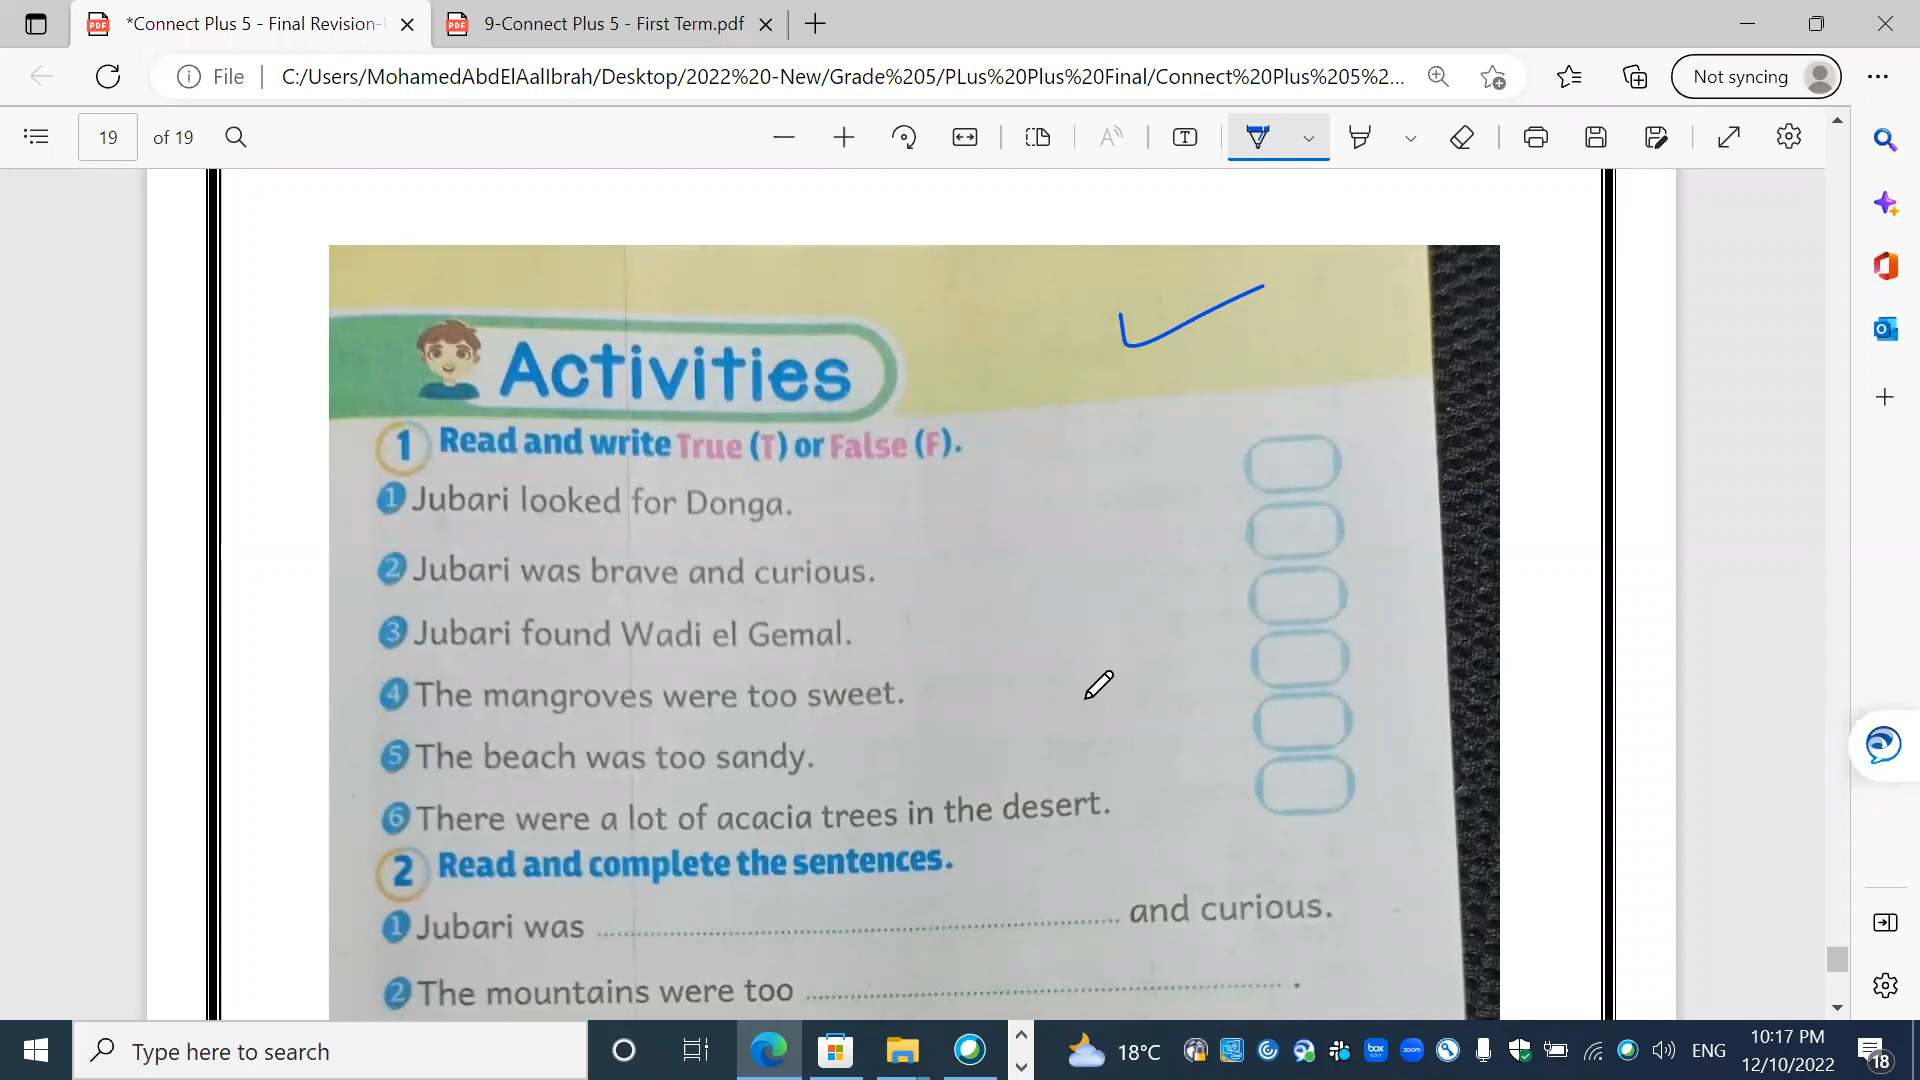 *Connect Plus 5 - Final Revision-
9-Connect Plus 5 - First Term.pdf
File
C:/Users/MohamedAbdElAalIbrah/Desktop/2022%20-New/Grade%205/PLus%20Plus%20Final/Connect%20Plus%205%2...
Not syncing
19 of 19
Activities
1 Read and write True (T) or False (F).
1 Jubari looked for Donga.
2 Jubari was brave and curious.
3 Jubari found Wadi el Gemal.
4 The mangroves were too sweet.
5 The beach was too sandy.
6 There were a lot of acacia trees in the desert.
2 Read and complete the sentences.
1 Jubari was .......... and curious.
2 The mountains were too .......... .
Type here to search
18°C
box
zoom
ENG
10:17 PM
12/10/2022
18